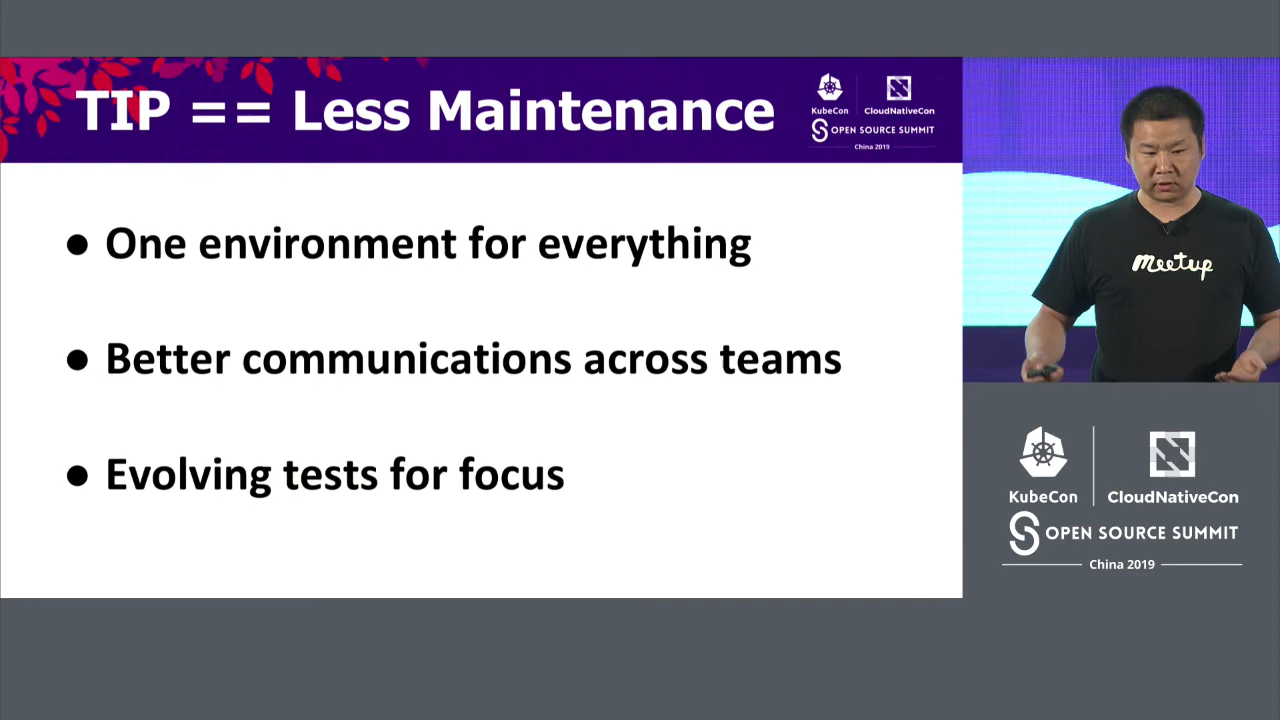 TIP == Less Maintenance
KubeCon
CloudNativeCon
OPEN SOURCE SUMMIT
China 2019
● One environment for everything
● Better communications across teams
● Evolving tests for focus
meetup
KubeCon
CloudNativeCon
OPEN SOURCE SUMMIT
China 2019